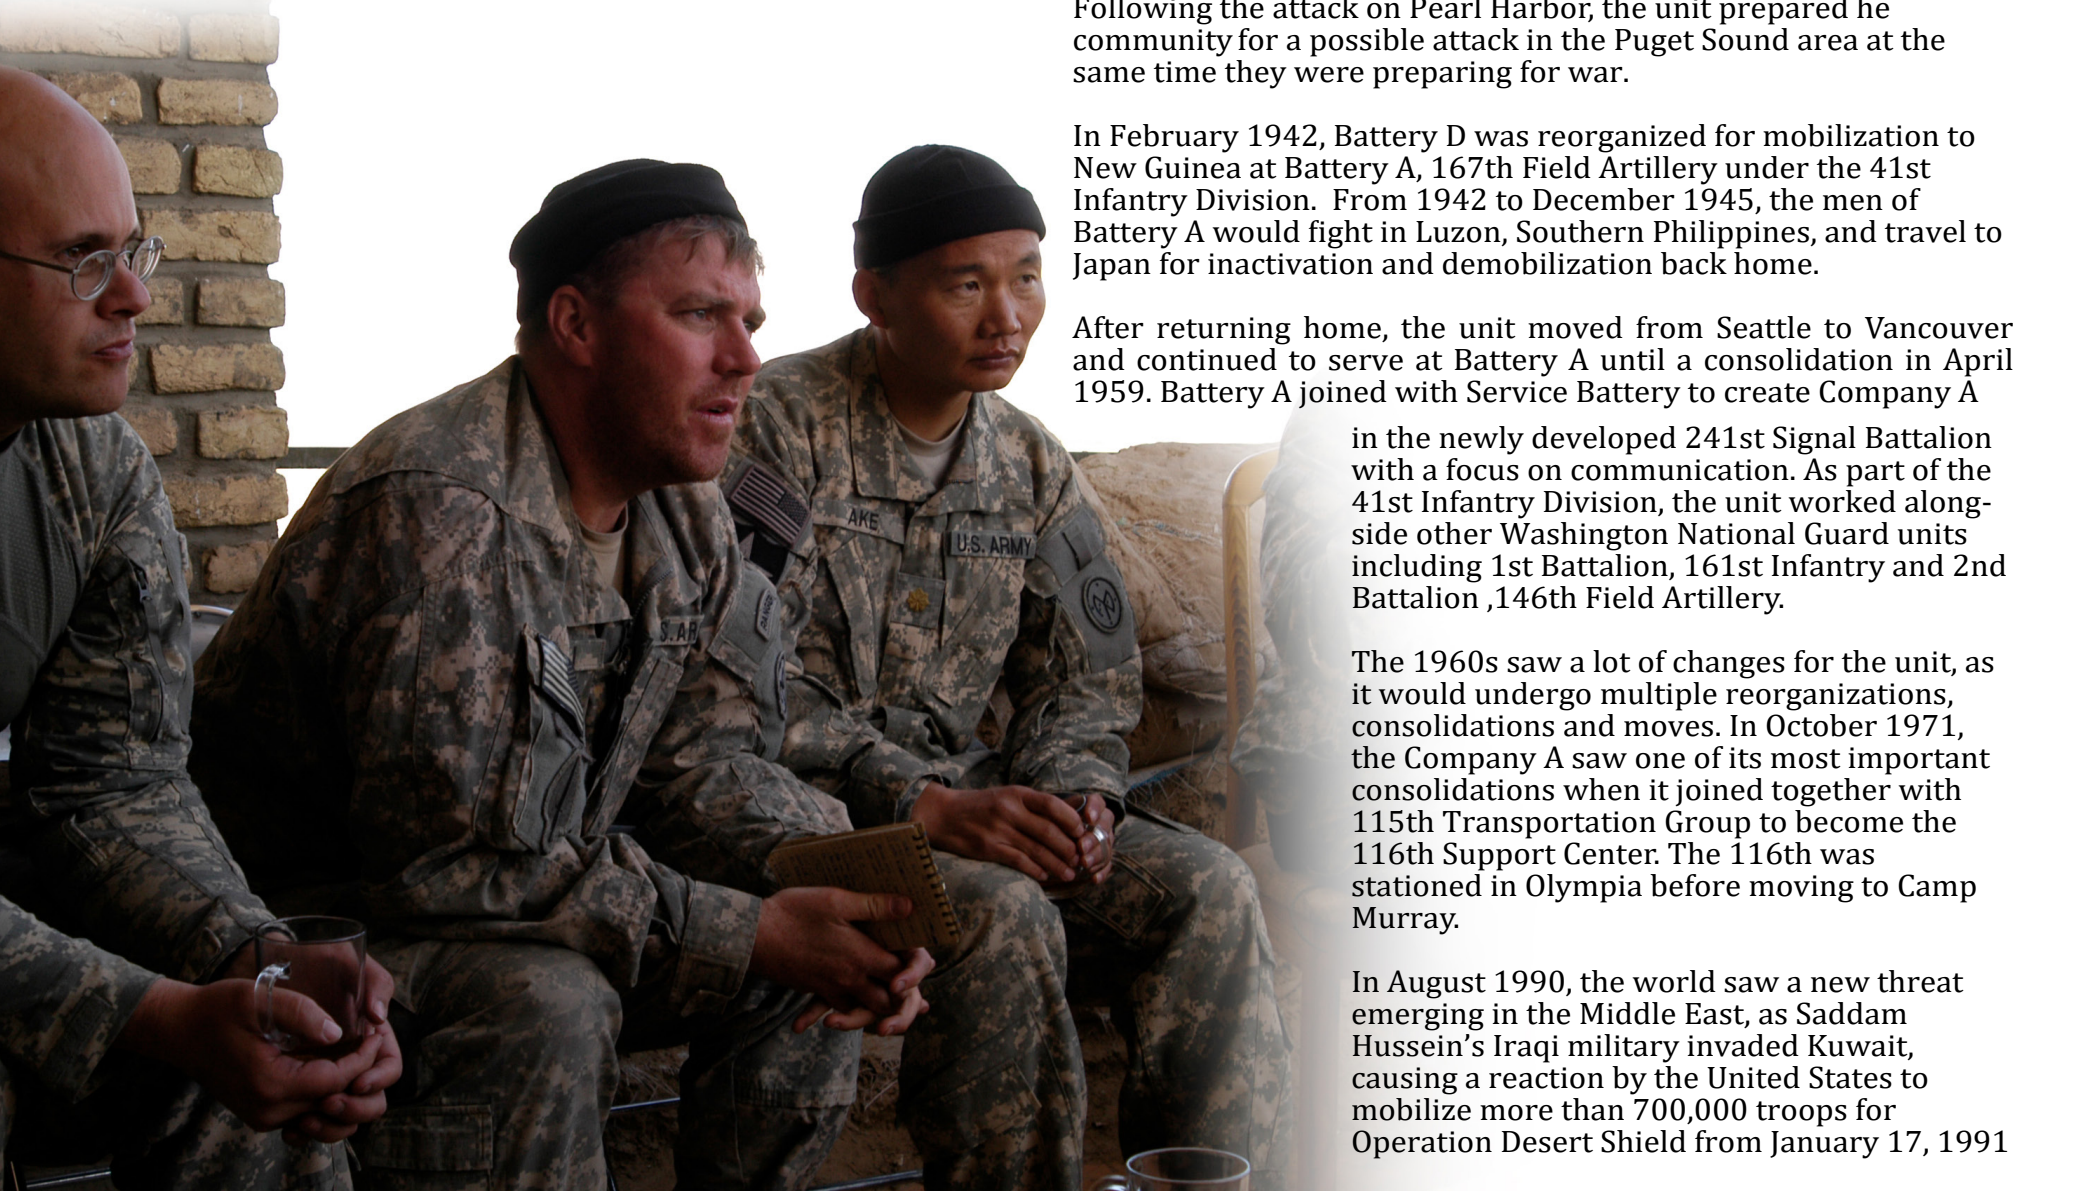 Following the attack on Pearl Harbor, the unit prepared he
community for a possible attack in the Puget Sound area at the
same time they were preparing for war.
In February 1942, Battery D was reorganized for mobilization to
New Guinea at Battery A, 167th Field Artillery under the 41st
Infantry Division.  From 1942 to December 1945, the men of
Battery A would fight in Luzon, Southern Philippines, and travel to
Japan for inactivation and demobilization back home.
After returning home, the unit moved from Seattle to Vancouver
and continued to serve at Battery A until a consolidation in April
1959. Battery A joined with Service Battery to create Company A
in the newly developed 241st Signal Battalion
with a focus on communication. As part of the
41st Infantry Division, the unit worked along-
side other Washington National Guard units
including 1st Battalion, 161st Infantry and 2nd
Battalion ,146th Field Artillery.
The 1960s saw a lot of changes for the unit, as
it would undergo multiple reorganizations,
consolidations and moves. In October 1971,
the Company A saw one of its most important
consolidations when it joined together with
115th Transportation Group to become the
116th Support Center. The 116th was
stationed in Olympia before moving to Camp
Murray.
In August 1990, the world saw a new threat
emerging in the Middle East, as Saddam
Hussein’s Iraqi military invaded Kuwait,
causing a reaction by the United States to
mobilize more than 700,000 troops for
Operation Desert Shield from January 17, 1991
AKE
U.S. ARMY
S.AR
RANGER